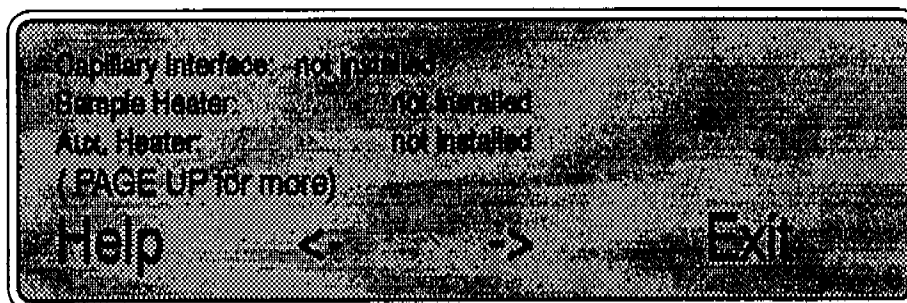 Capillary Interface: not installed
Sample Heater: not installed
Aux. Heater: not installed
( PAGE UP for more)
Help <- -> Exit